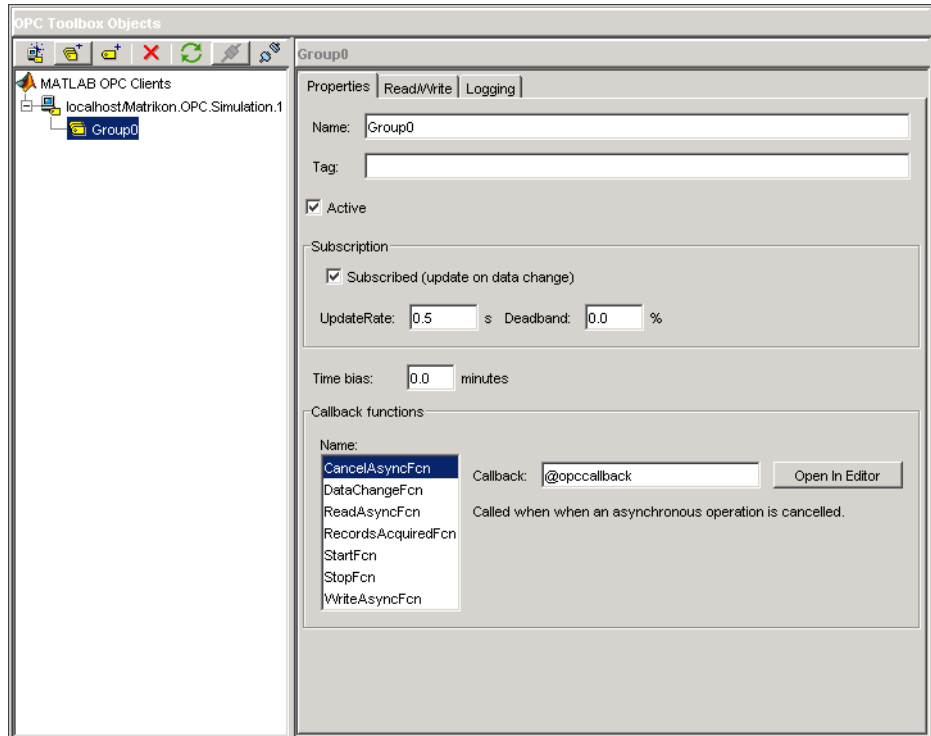 OPC Toolbox Objects
Group0
MATLAB OPC Clients
localhost/Matrikon.OPC.Simulation.1
Group0
Properties Read/Write Logging
Name: Group0
Tag:
Active
Subscription
Subscribed (update on data change)
UpdateRate: 0.5 s Deadband: 0.0 %
Time bias: 0.0 minutes
Callback functions
Name:
CancelAsyncFcn
DataChangeFcn
ReadAsyncFcn
RecordsAcquiredFcn
StartFcn
StopFcn
WriteAsyncFcn
Callback: @opccallback Open In Editor
Called when when an asynchronous operation is cancelled.